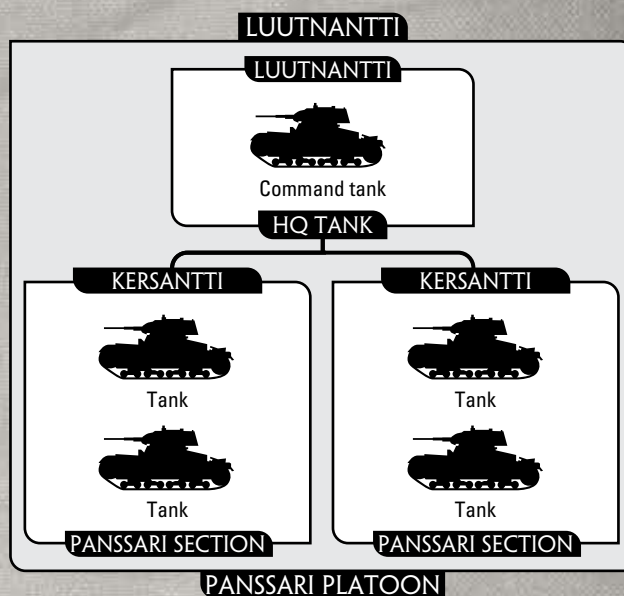 LUUTNANTTI
LUUTNANTTI
Command tank
HQ TANK
KERSANTTI
Tank
Tank
PANSSARI SECTION
KERSANTTI
Tank
Tank
PANSSARI SECTION
PANSSARI PLATOON